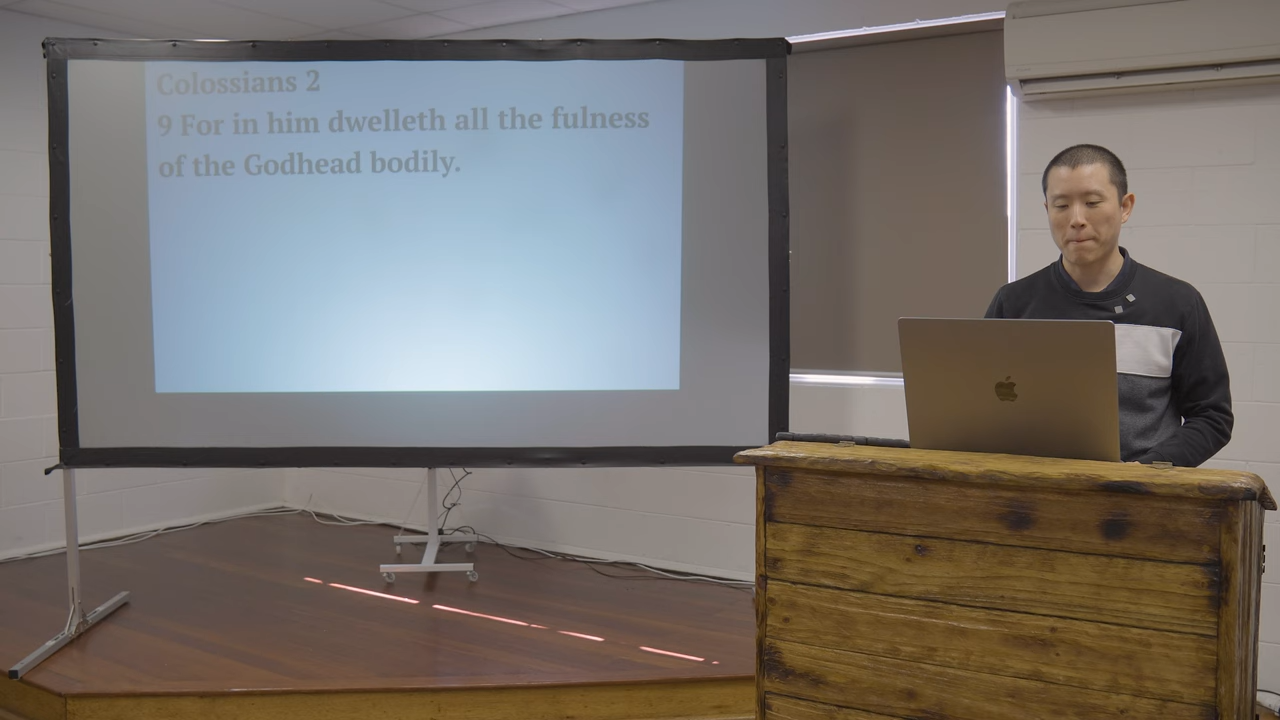 Colossians 2
9 For in him dwelleth all the fulness
of the Godhead bodily.